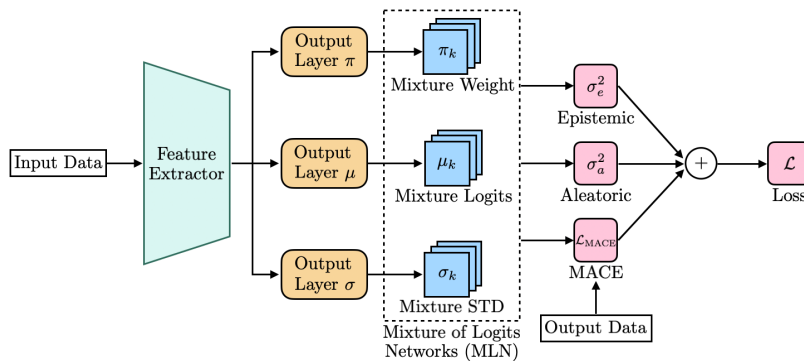 Input Data
Feature
Extractor
Output
Layer π
Output
Layer μ
Output
Layer σ
π_k
Mixture Weight
μ_k
Mixture Logits
σ_k
Mixture STD
Mixture of Logits
Networks (MLN)
σ_e^2
Epistemic
σ_a^2
Aleatoric
ℒ_MACE
MACE
Output Data
+
ℒ
Loss